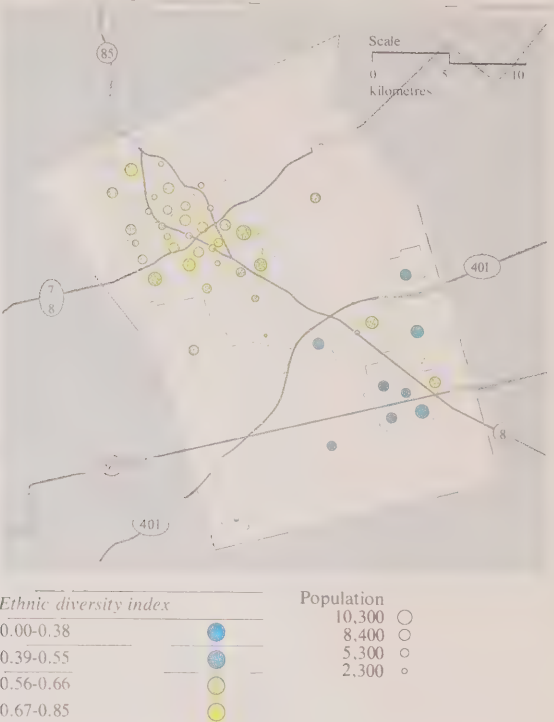 85
Scale
0 5 10
kilometres
401
7
8
8
401
Ethnic diversity index
0.00-0.38
0.39-0.55
0.56-0.66
0.67-0.85
Population
10,300
8,400
5,300
2,300